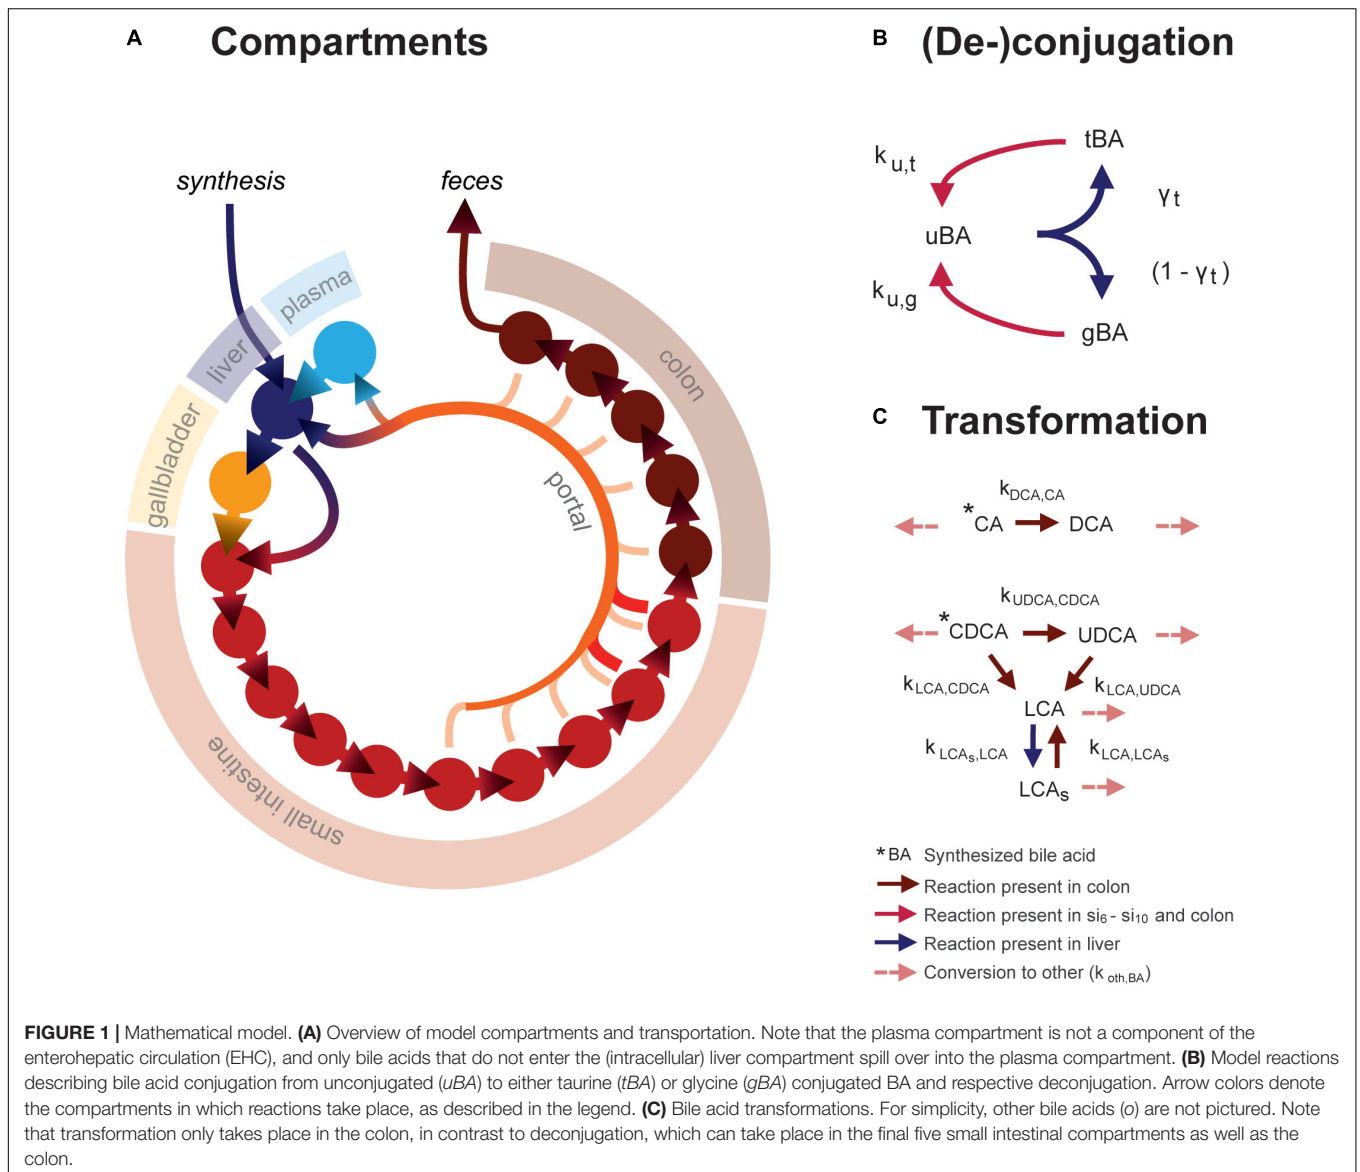 A Compartments
synthesis
feces
plasma
liver
gallbladder
colon
portal
small intestine
B (De-)conjugation
tBA
k u,t
γ t
uBA
(1 - γ t )
k u,g
gBA
C Transformation
k DCA,CA
*CA
DCA
k UDCA,CDCA
*CDCA
UDCA
k LCA,CDCA
k LCA,UDCA
LCA
k LCAs,LCA
k LCA,LCAs
LCAs
*BA Synthesized bile acid
Reaction present in colon
Reaction present in si6 - si10 and colon
Reaction present in liver
Conversion to other (k oth,BA)
FIGURE 1 | Mathematical model. (A) Overview of model compartments and transportation. Note that the plasma compartment is not a component of the
enterohepatic circulation (EHC), and only bile acids that do not enter the (intracellular) liver compartment spill over into the plasma compartment. (B) Model reactions
describing bile acid conjugation from unconjugated (uBA) to either taurine (tBA) or glycine (gBA) conjugated BA and respective deconjugation. Arrow colors denote
the compartments in which reactions take place, as described in the legend. (C) Bile acid transformations. For simplicity, other bile acids (o) are not pictured. Note
that transformation only takes place in the colon, in contrast to deconjugation, which can take place in the final five small intestinal compartments as well as the
colon.